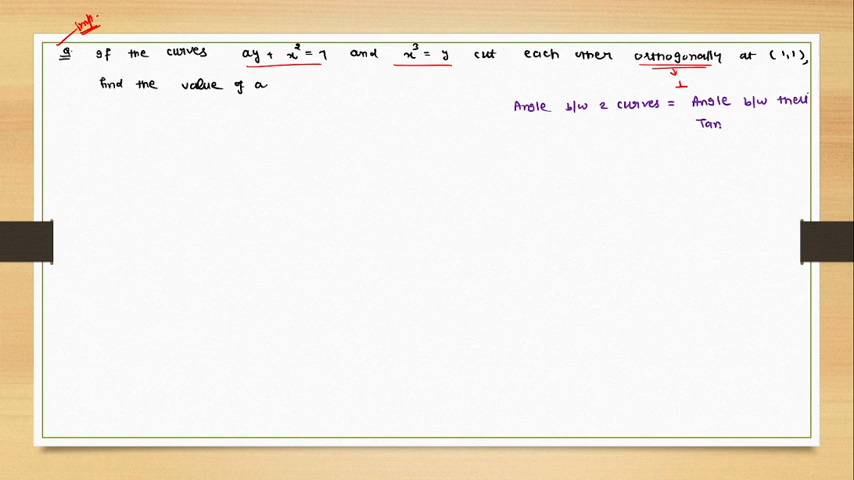 imp.
Q. If the curves ay + x² = 7 and x³ = y cut each other orthogonally at (1,1),
find the value of a
⊥
Angle b/w 2 curves = Angle b/w their
Tan